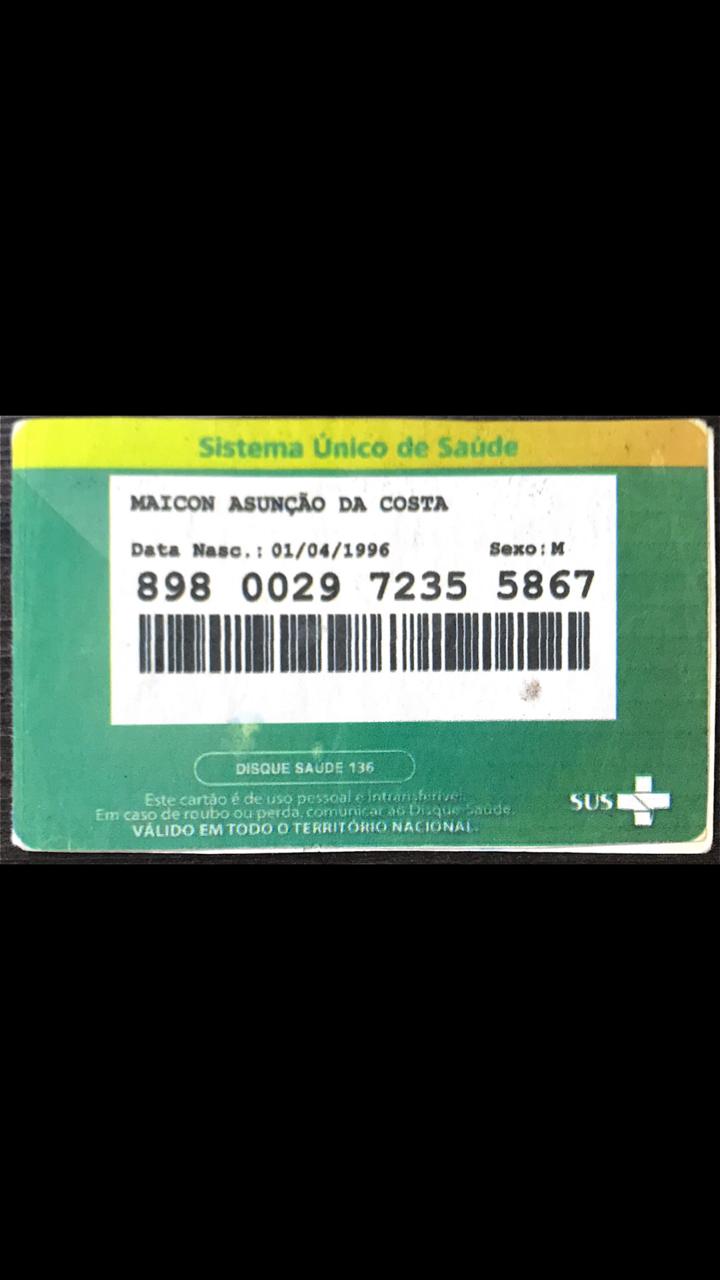 Sistema Único de Saúde
MAICON ASUNÇÃO DA COSTA
Data Nasc.: 01/04/1996 Sexo: M
898 0029 7235 5867
DISQUE SAÚDE 136
Este cartão é de uso pessoal e intransferível.
Em caso de roubo ou perda, comunicar ao Disque Saúde.
VÁLIDO EM TODO O TERRITÓRIO NACIONAL.
SUS